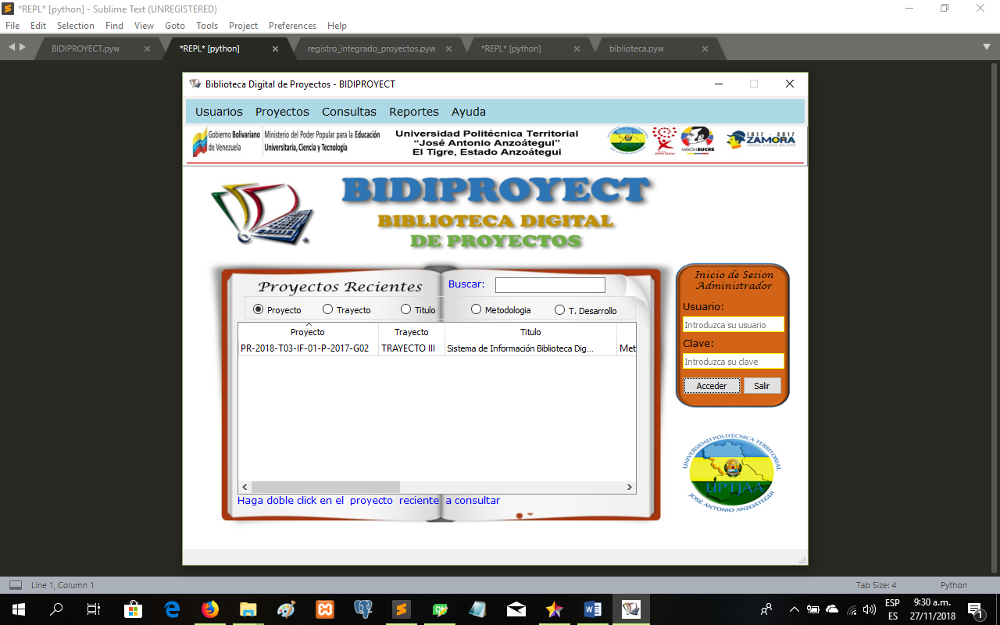 *REPL* [python] - Sublime Text (UNREGISTERED)
File Edit Selection Find View Goto Tools Project Preferences Help
BIDIPROYECT.pyw *REPL* [python] registro_integrado_proyectos.pyw *REPL* [python] biblioteca.pyw
Biblioteca Digital de Proyectos - BIDIPROYECT
Usuarios Proyectos Consultas Reportes Ayuda
Gobierno Bolivariano
de Venezuela
Ministerio del Poder Popular para la Educación
Universitaria, Ciencia y Tecnología
Universidad Politécnica Territorial
“José Antonio Anzoátegui”
El Tigre, Estado Anzoátegui
MISIÓN SUCRE
1817 - 2017
ZAMORA
UNIÓN CÍVICO MILITAR
BIDIPROYECT
BIBLIOTECA DIGITAL
DE PROYECTOS
Proyectos Recientes
Buscar:
Proyecto Trayecto Titulo Metodologia T. Desarrollo
Proyecto Trayecto Titulo
PR-2018-T03-IF-01-P-2017-G02 TRAYECTO III Sistema de Información Biblioteca Dig... Met
Haga doble click en el proyecto reciente a consultar
Inicio de Sesion
Administrador
Usuario:
Introduzca su usuario
Clave:
Introduzca su clave
Acceder Salir
UNIVERSIDAD POLITÉCNICA TERRITORIAL
UPTJAA
JOSÉ ANTONIO ANZOÁTEGUI
Line 1, Column 1 Tab Size: 4 Python
ESP
ES
9:30 a.m.
27/11/2018
1